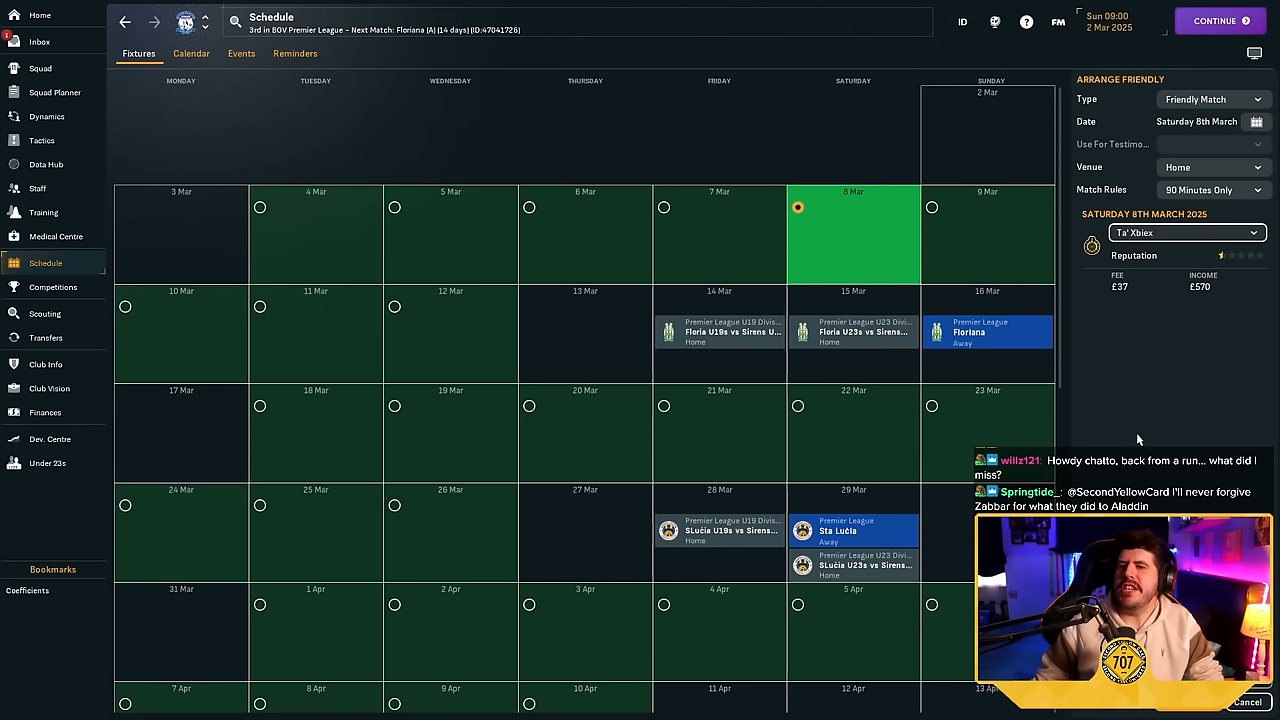 Home
Inbox
1
Squad
Squad Planner
Dynamics
Tactics
Data Hub
Staff
Training
Medical Centre
Schedule
Competitions
Scouting
Transfers
Club Info
Club Vision
Finances
Dev. Centre
Under 23s
Bookmarks
Coefficients
Schedule
3rd in BOV Premier League - Next Match: Floriana (A) (14 days) (ID:47041726)
ID
?
FM
Sun 09:00
2 Mar 2025
CONTINUE
Fixtures
Calendar
Events
Reminders
MONDAY
TUESDAY
WEDNESDAY
THURSDAY
FRIDAY
SATURDAY
SUNDAY
2 Mar
3 Mar
4 Mar
5 Mar
6 Mar
7 Mar
8 Mar
9 Mar
10 Mar
11 Mar
12 Mar
13 Mar
14 Mar
Premier League U19 Divis...
Floria U19s vs Sirens U...
Home
15 Mar
Premier League U23 Divi...
Floria U23s vs Sirens...
Home
16 Mar
Premier League
Floriana
Away
17 Mar
18 Mar
19 Mar
20 Mar
21 Mar
22 Mar
23 Mar
24 Mar
25 Mar
26 Mar
27 Mar
28 Mar
Premier League U19 Divis...
SLučia U19s vs Sirens...
Home
29 Mar
Premier League
Sta Lučia
Away
Premier League U23 Divi...
SLučia U23s vs Sirens...
Home
31 Mar
1 Apr
2 Apr
3 Apr
4 Apr
5 Apr
7 Apr
8 Apr
9 Apr
10 Apr
11 Apr
12 Apr
ARRANGE FRIENDLY
Type
Friendly Match
Date
Saturday 8th March
Use For Testimo...
Venue
Home
Match Rules
90 Minutes Only
SATURDAY 8TH MARCH 2025
Ta' Xbiex
Reputation
FEE
INCOME
£37
£570
willz121: Howdy chatto, back from a run... what did I
miss?
Springtide_: @SecondYellowCard I'll never forgive
Zabbar for what they did to Aladdin
707
Cancel